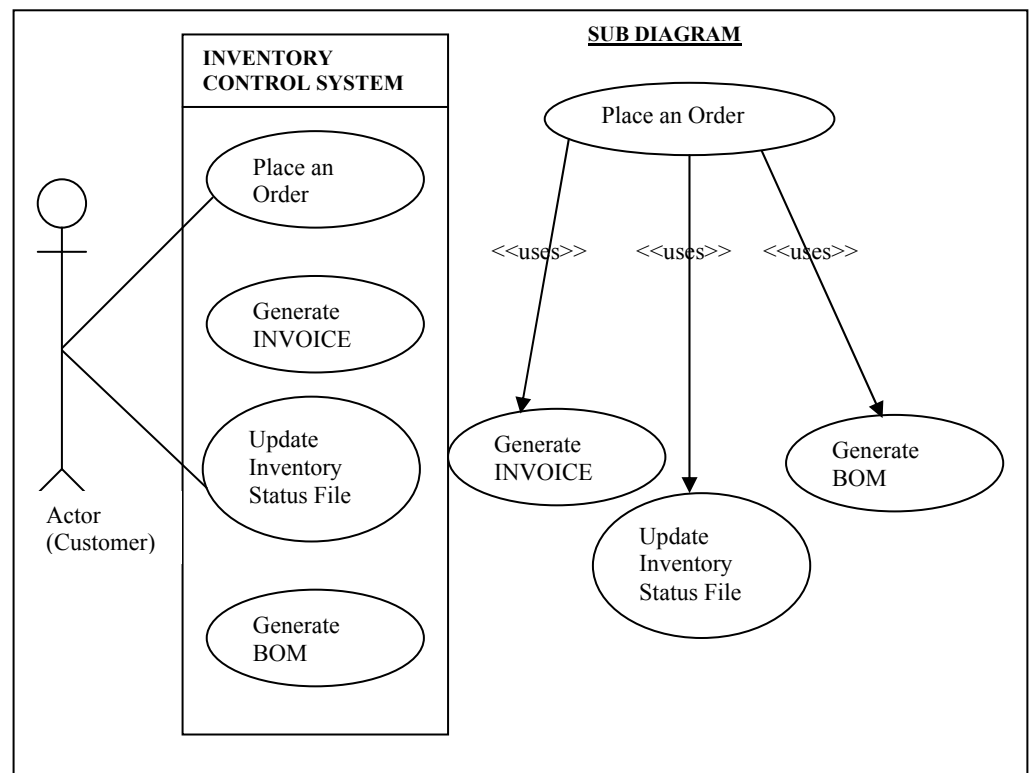 INVENTORY
CONTROL SYSTEM
Place an
Order
Generate
INVOICE
Update
Inventory
Status File
Generate
BOM
Actor
(Customer)
SUB DIAGRAM
Place an Order
<<uses>>
<<uses>>
<<uses>>
Generate
INVOICE
Update
Inventory
Status File
Generate
BOM